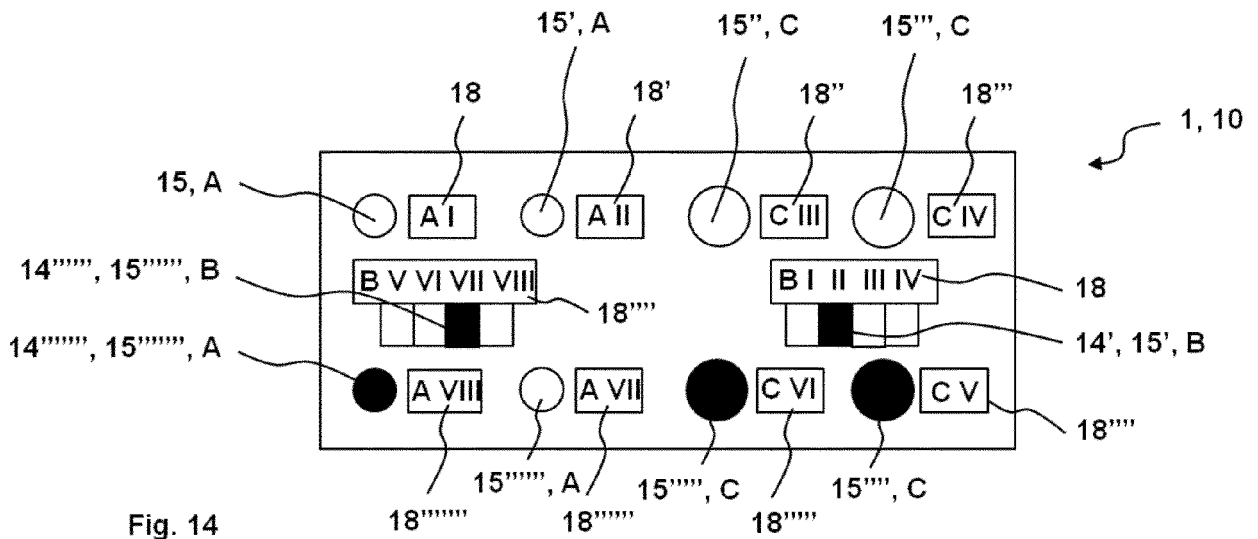 15', A
15'', C
15''', C
18
18'
18''
18'''
1, 10
15, A
A I
A II
C III
C IV
14'''''', 15'''''', B
B V VI VII VIII
B I II III IV
18
18''''
14''''''', 15''''''', A
14', 15', B
A VIII
A VII
C VI
C V
18''''
15'''''', A
15''''', C
15'''', C
Fig. 14
18'''''''
18''''''
18'''''